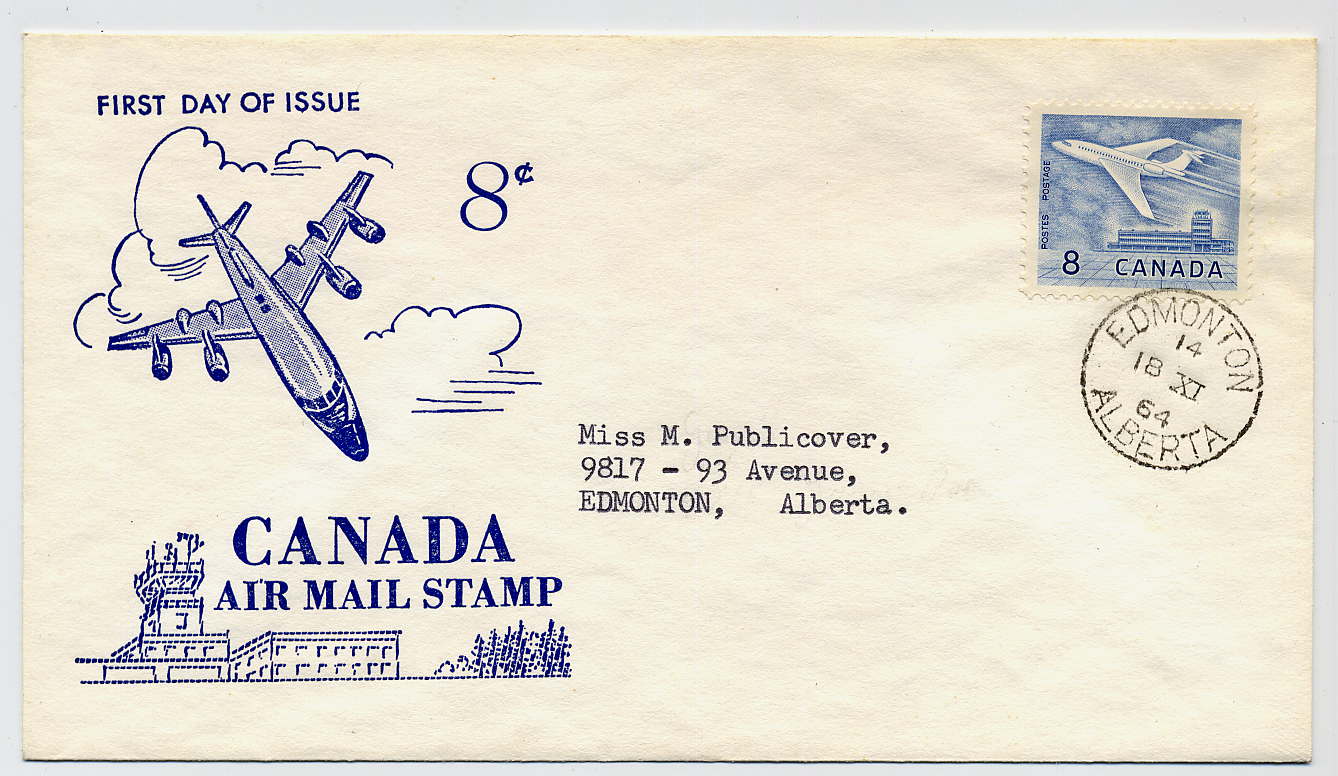 FIRST DAY OF ISSUE
8¢
POSTES POSTAGE
8 CANADA
EDMONTON
14
18 XI
64
ALBERTA
Miss M. Publicover,
9817 - 93 Avenue,
EDMONTON, Alberta.
CANADA
AIR MAIL STAMP